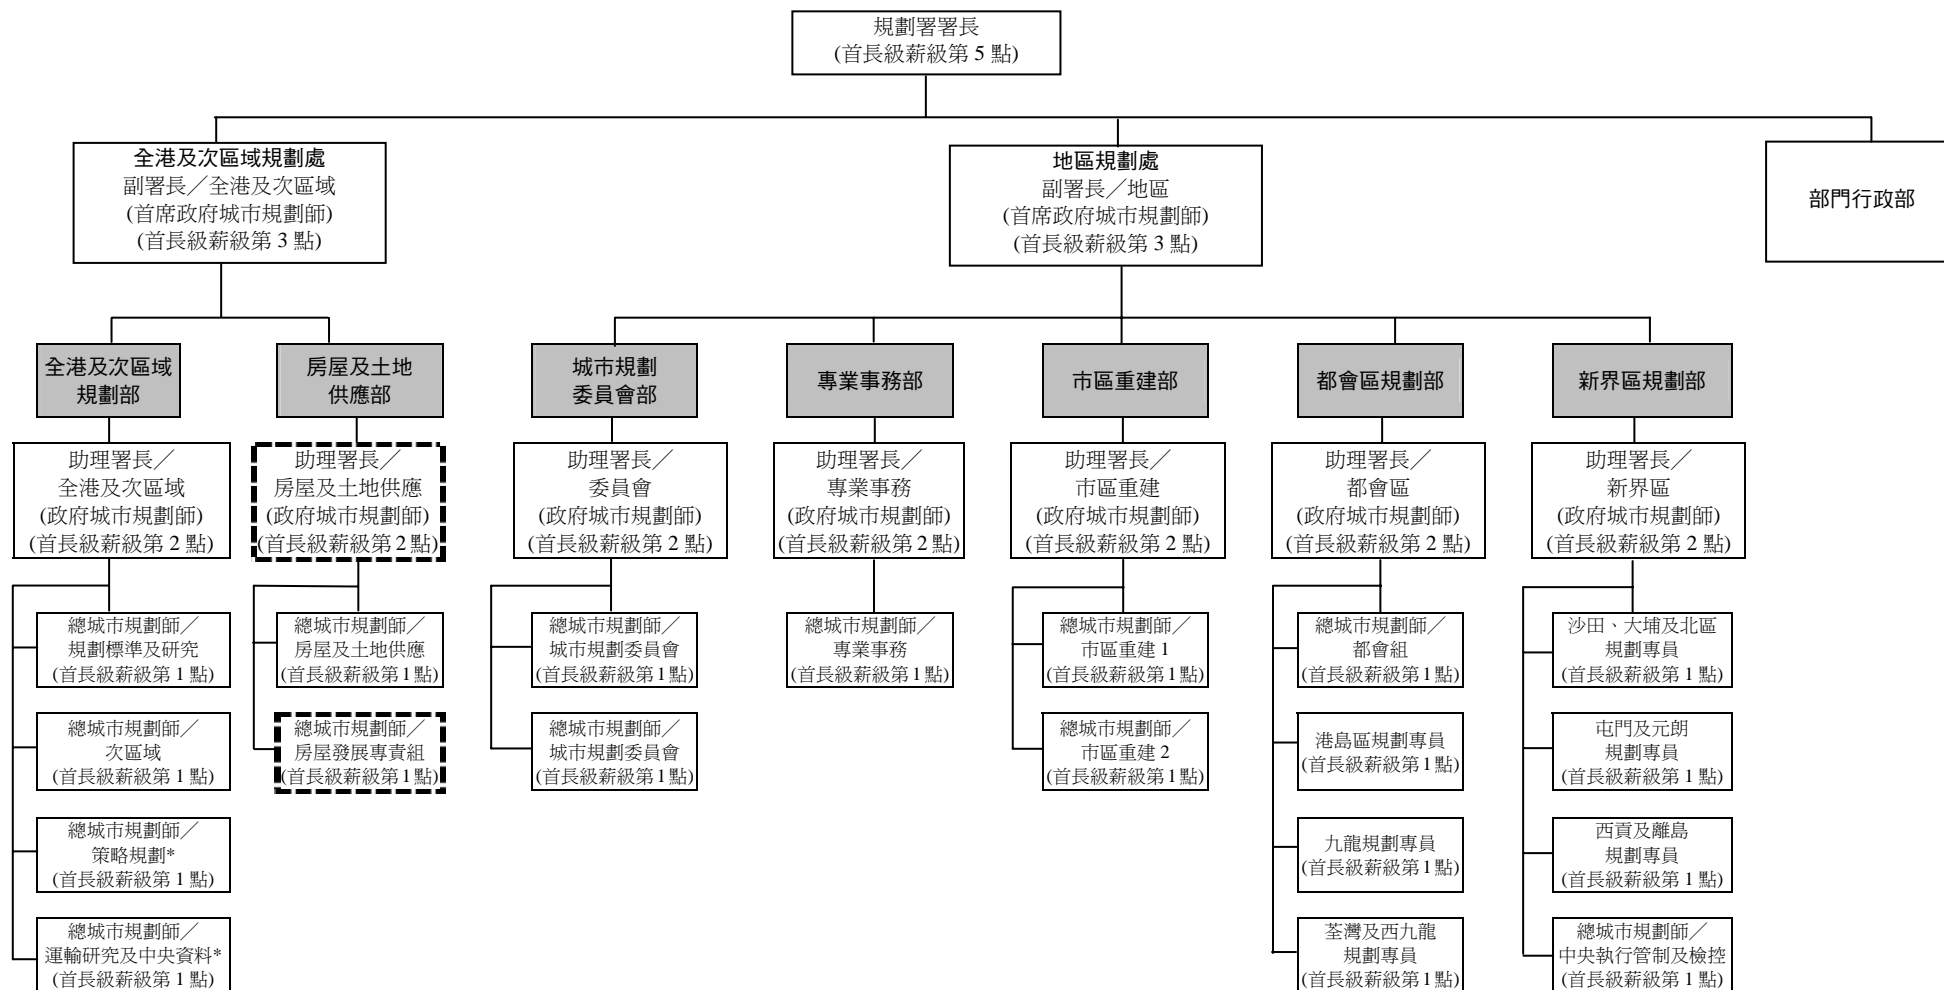 規劃署署長
(首長級薪級第 5 點)
全港及次區域規劃處
副署長／全港及次區域
(首席政府城市規劃師)
(首長級薪級第 3 點)
地區規劃處
副署長／地區
(首席政府城市規劃師)
(首長級薪級第 3 點)
部門行政部
全港及次區域
規劃部
房屋及土地
供應部
城市規劃
委員會部
專業事務部
市區重建部
都會區規劃部
新界區規劃部
助理署長／
全港及次區域
(政府城市規劃師)
(首長級薪級第 2 點)
助理署長／
房屋及土地供應
(政府城市規劃師)
(首長級薪級第 2 點)
助理署長／
委員會
(政府城市規劃師)
(首長級薪級第 2 點)
助理署長／
專業事務
(政府城市規劃師)
(首長級薪級第 2 點)
助理署長／
市區重建
(政府城市規劃師)
(首長級薪級第 2 點)
助理署長／
都會區
(政府城市規劃師)
(首長級薪級第 2 點)
助理署長／
新界區
(政府城市規劃師)
(首長級薪級第 2 點)
總城市規劃師／
規劃標準及研究
(首長級薪級第 1 點)
總城市規劃師／
房屋及土地供應
(首長級薪級第 1 點)
總城市規劃師／
城市規劃委員會
(首長級薪級第 1 點)
總城市規劃師／
專業事務
(首長級薪級第 1 點)
總城市規劃師／
市區重建 1
(首長級薪級第 1 點)
總城市規劃師／
都會組
(首長級薪級第 1 點)
沙田、大埔及北區
規劃專員
(首長級薪級第 1 點)
總城市規劃師／
次區域
(首長級薪級第 1 點)
總城市規劃師／
房屋發展專責組
(首長級薪級第 1 點)
總城市規劃師／
城市規劃委員會
(首長級薪級第 1 點)
總城市規劃師／
市區重建 2
(首長級薪級第 1 點)
港島區規劃專員
(首長級薪級第 1 點)
屯門及元朗
規劃專員
(首長級薪級第 1 點)
總城市規劃師／
策略規劃*
(首長級薪級第 1 點)
九龍規劃專員
(首長級薪級第 1 點)
西貢及離島
規劃專員
(首長級薪級第 1 點)
總城市規劃師／
運輸研究及中央資料*
(首長級薪級第 1 點)
荃灣及西九龍
規劃專員
(首長級薪級第 1 點)
總城市規劃師／
中央執行管制及檢控
(首長級薪級第 1 點)